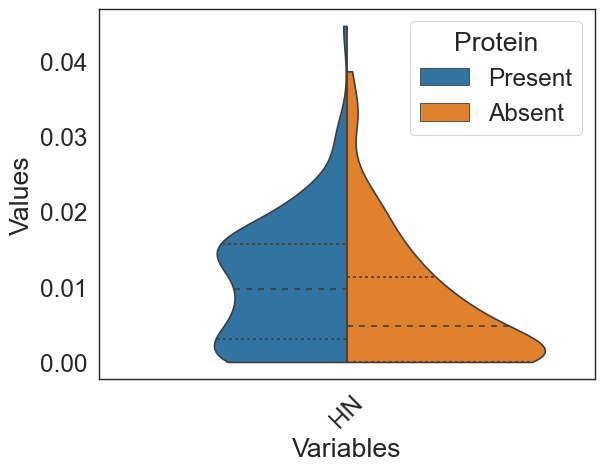 Protein
Present
Absent
Values
0.04
0.03
0.02
0.01
0.00
HN
Variables